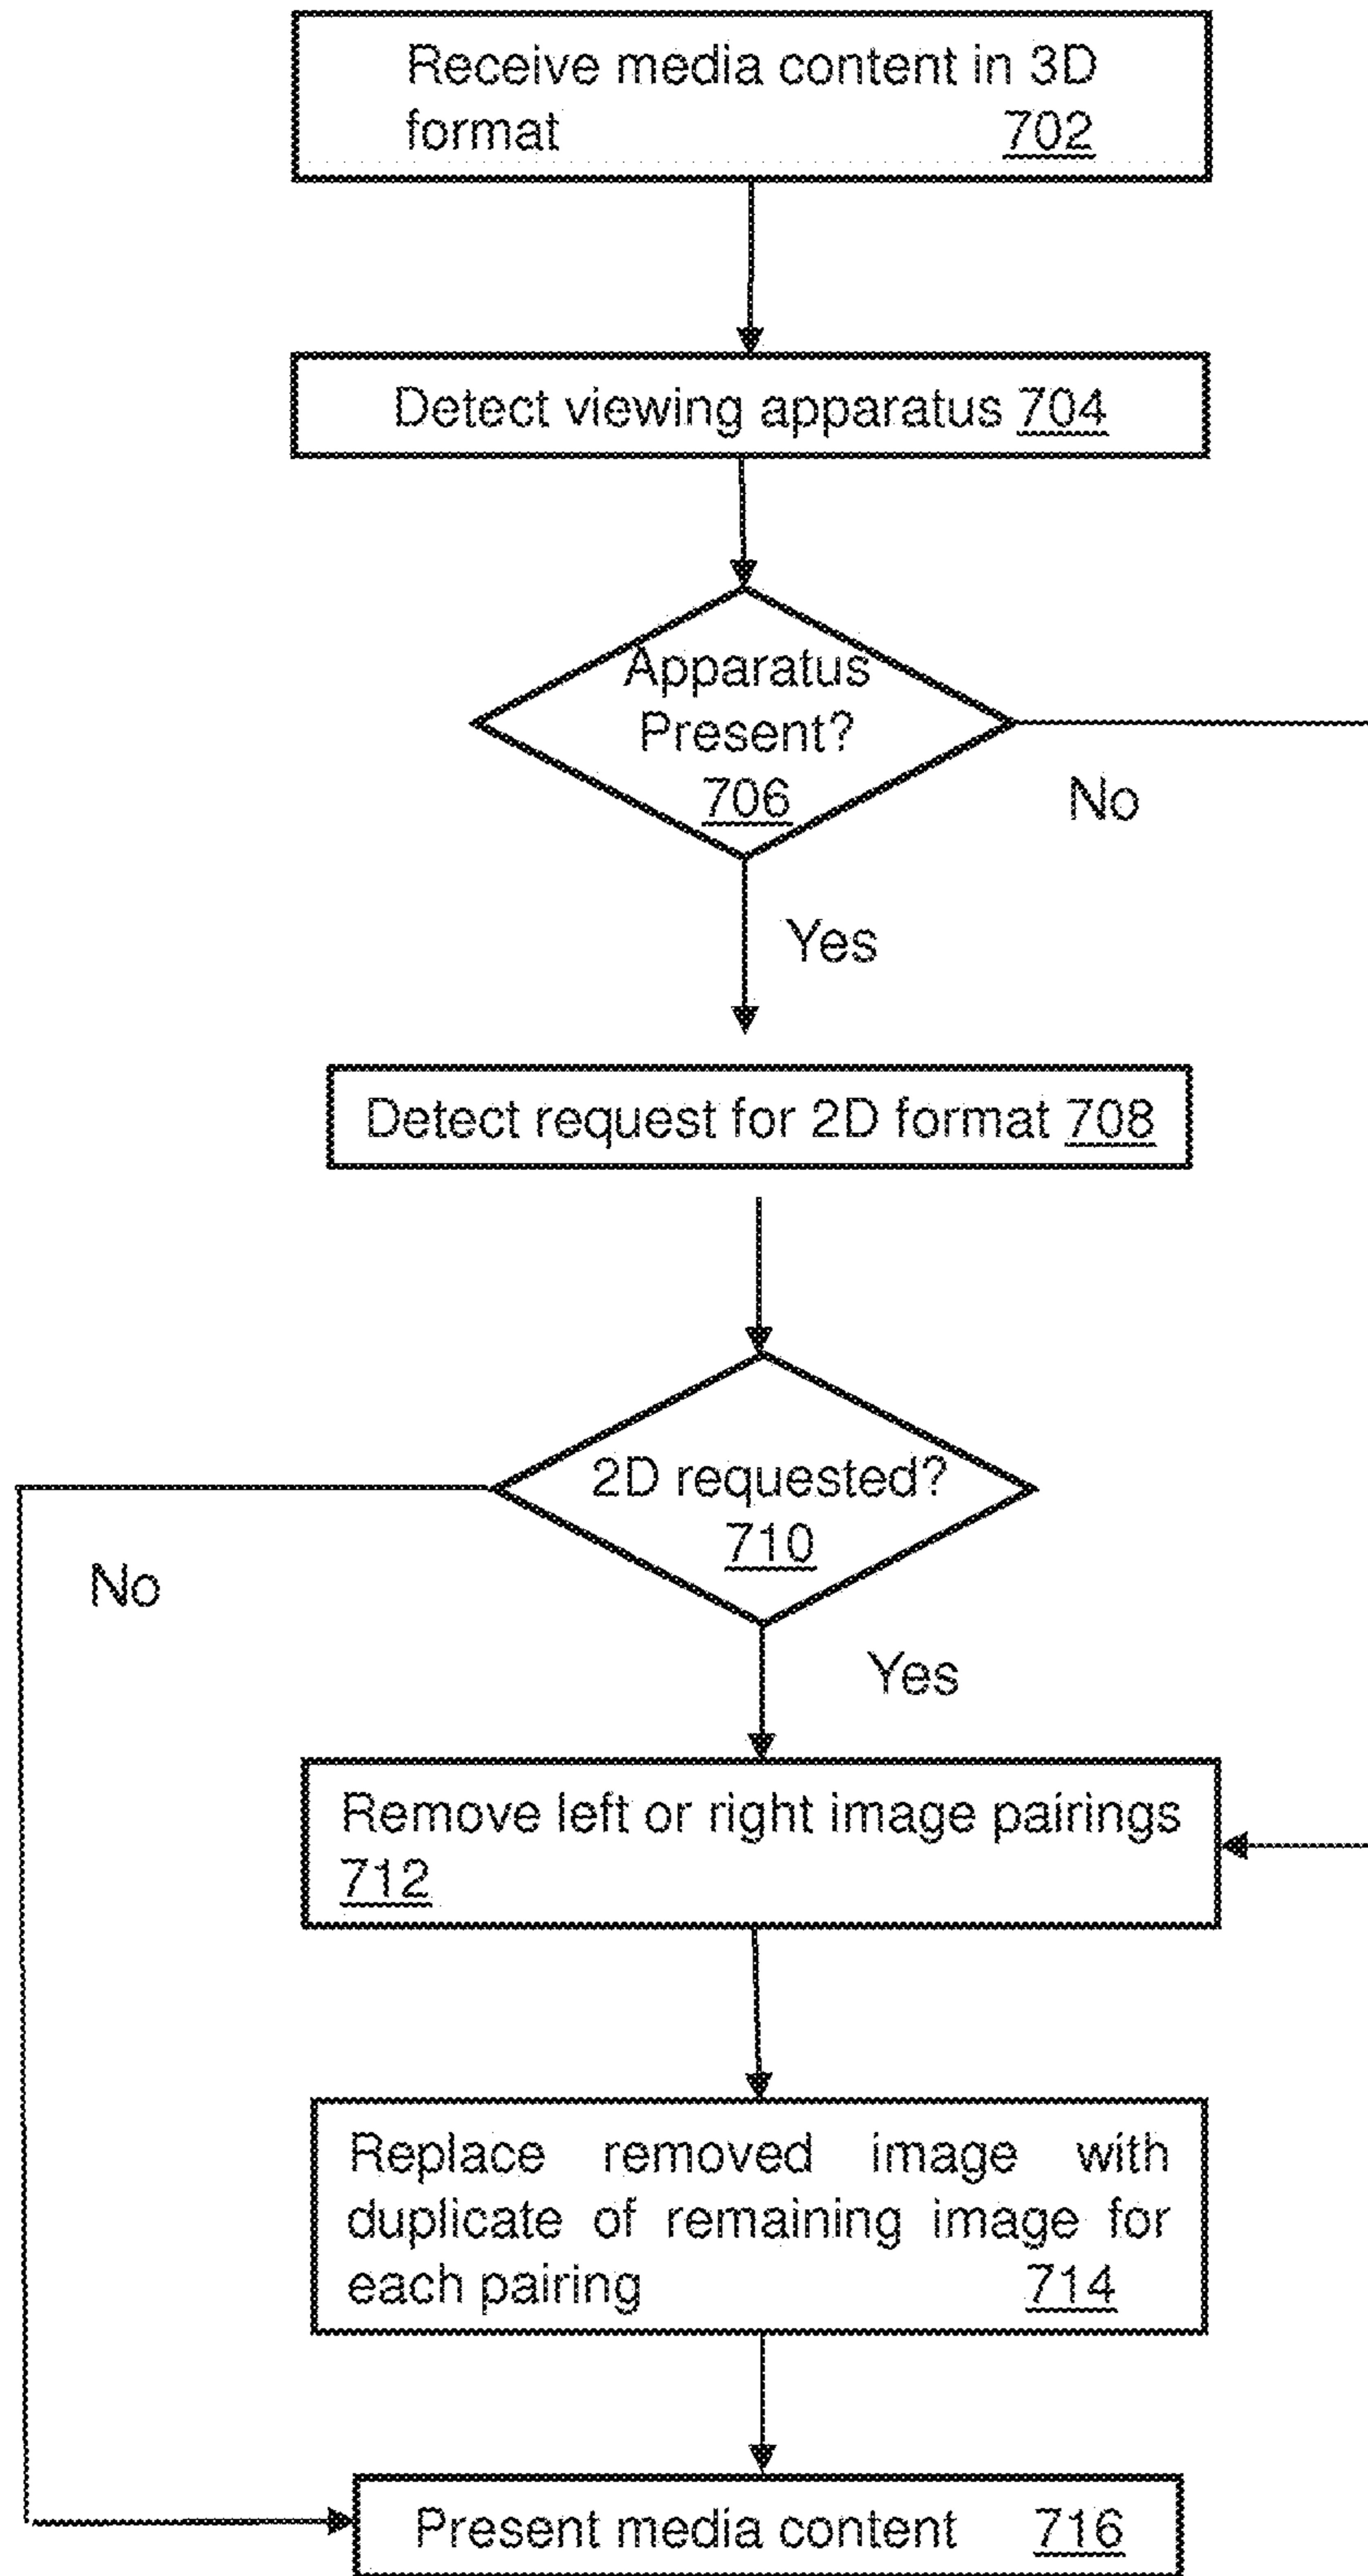 Receive media content in 3D
format 702
Detect viewing apparatus 704
Apparatus
Present?
706
No
Yes
Detect request for 2D format 708
2D requested?
710
No
Yes
Remove left or right image pairings
712
Replace removed image with
duplicate of remaining image for
each pairing 714
Present media content 716